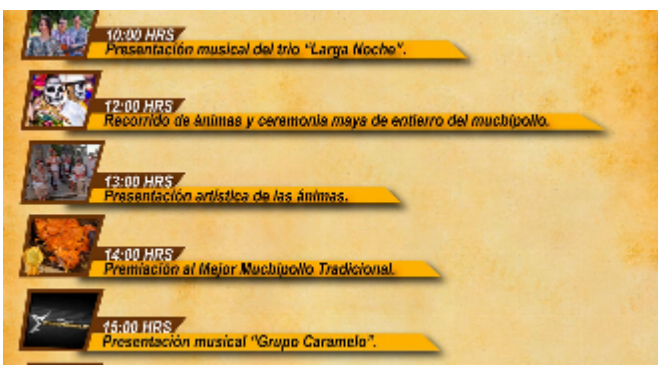 10:00 HRS
Presentación musical del trio "Larga Noche".
12:00 HRS
Recorrido de ánimas y ceremonia maya de entierro del muchipollo.
13:00 HRS
Presentación artística de las ánimas.
14:00 HRS
Premiación al Mejor Muchipollo Tradicional.
15:00 HRS
Presentación musical "Grupo Caramelo".